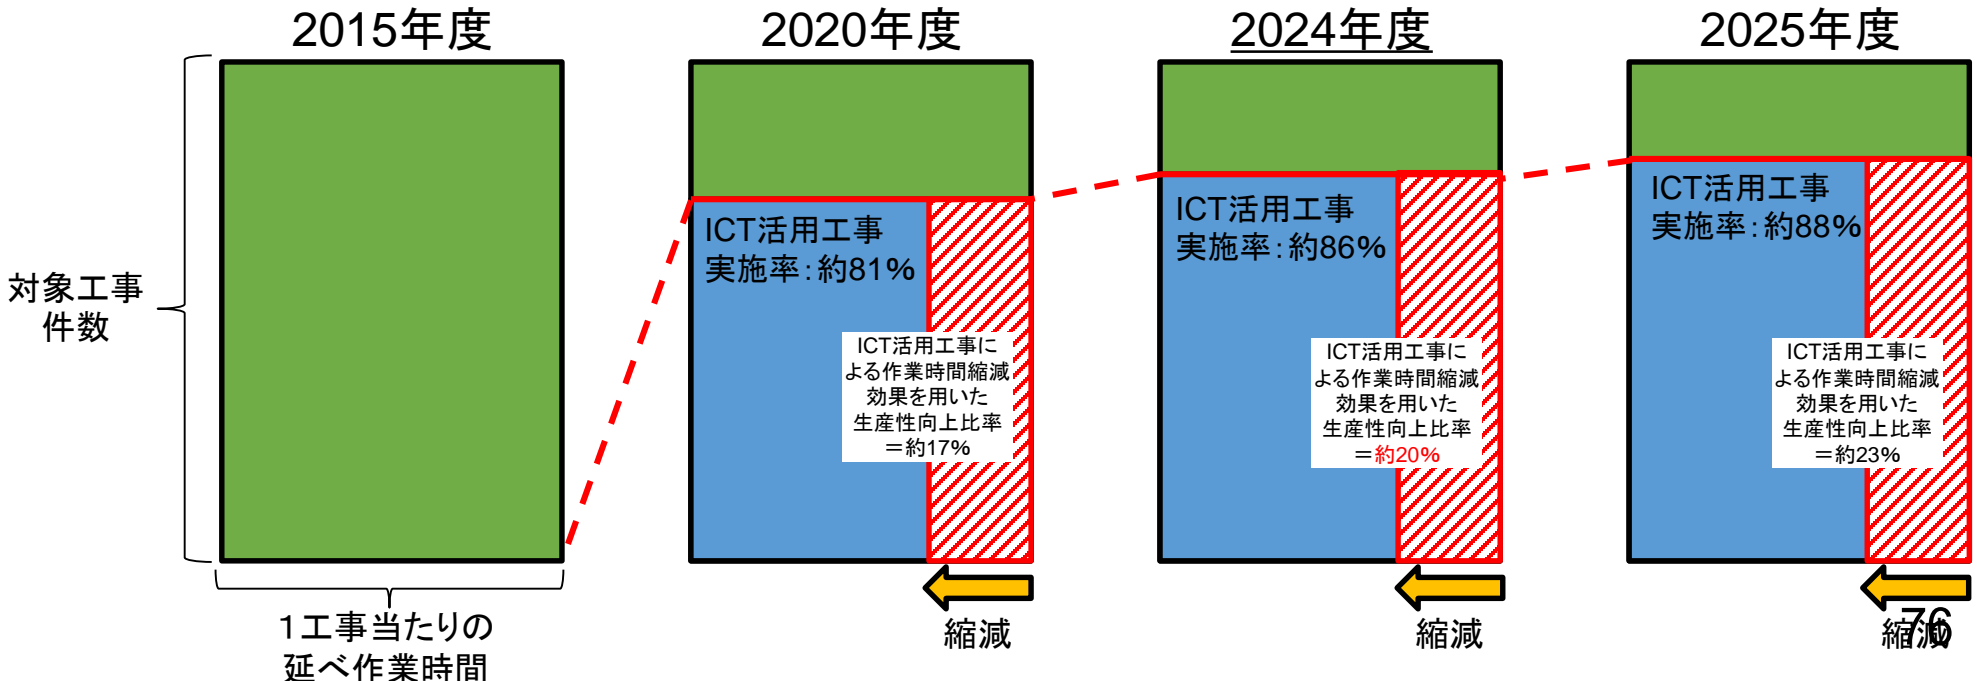 2015年度
2020年度
2024年度
2025年度
対象工事
件数
1工事当たりの
延べ作業時間
ICT活用工事
実施率：約81%
ICT活用工事に
よる作業時間縮減
効果を用いた
生産性向上比率
＝約17%
縮減
ICT活用工事
実施率：約86%
ICT活用工事に
よる作業時間縮減
効果を用いた
生産性向上比率
＝約20%
縮減
ICT活用工事
実施率：約88%
ICT活用工事に
よる作業時間縮減
効果を用いた
生産性向上比率
＝約23%
縮減
76